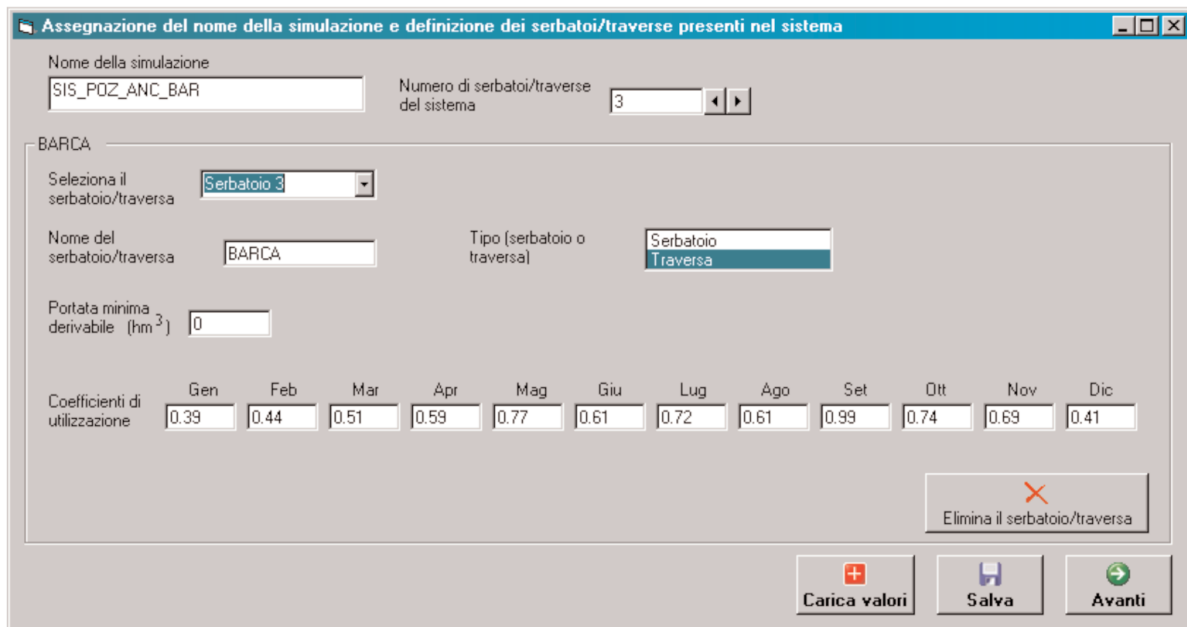 Assegnazione del nome della simulazione e definizione dei serbatoi/traverse presenti nel sistema
Nome della simulazione
SIS_POZ_ANC_BAR
Numero di serbatoi/traverse
del sistema
3
BARCA
Seleziona il
serbatoio/traversa
Serbatoio 3
Nome del
serbatoio/traversa
BARCA
Tipo (serbatoio o
traversa)
Serbatoio
Traversa
Portata minima
derivabile (hm³)
0
Coefficienti di
utilizzazione
Gen Feb Mar Apr Mag Giu Lug Ago Set Ott Nov Dic
0.39 0.44 0.51 0.59 0.77 0.61 0.72 0.61 0.99 0.74 0.69 0.41
Elimina il serbatoio/traversa
Carica valori Salva Avanti